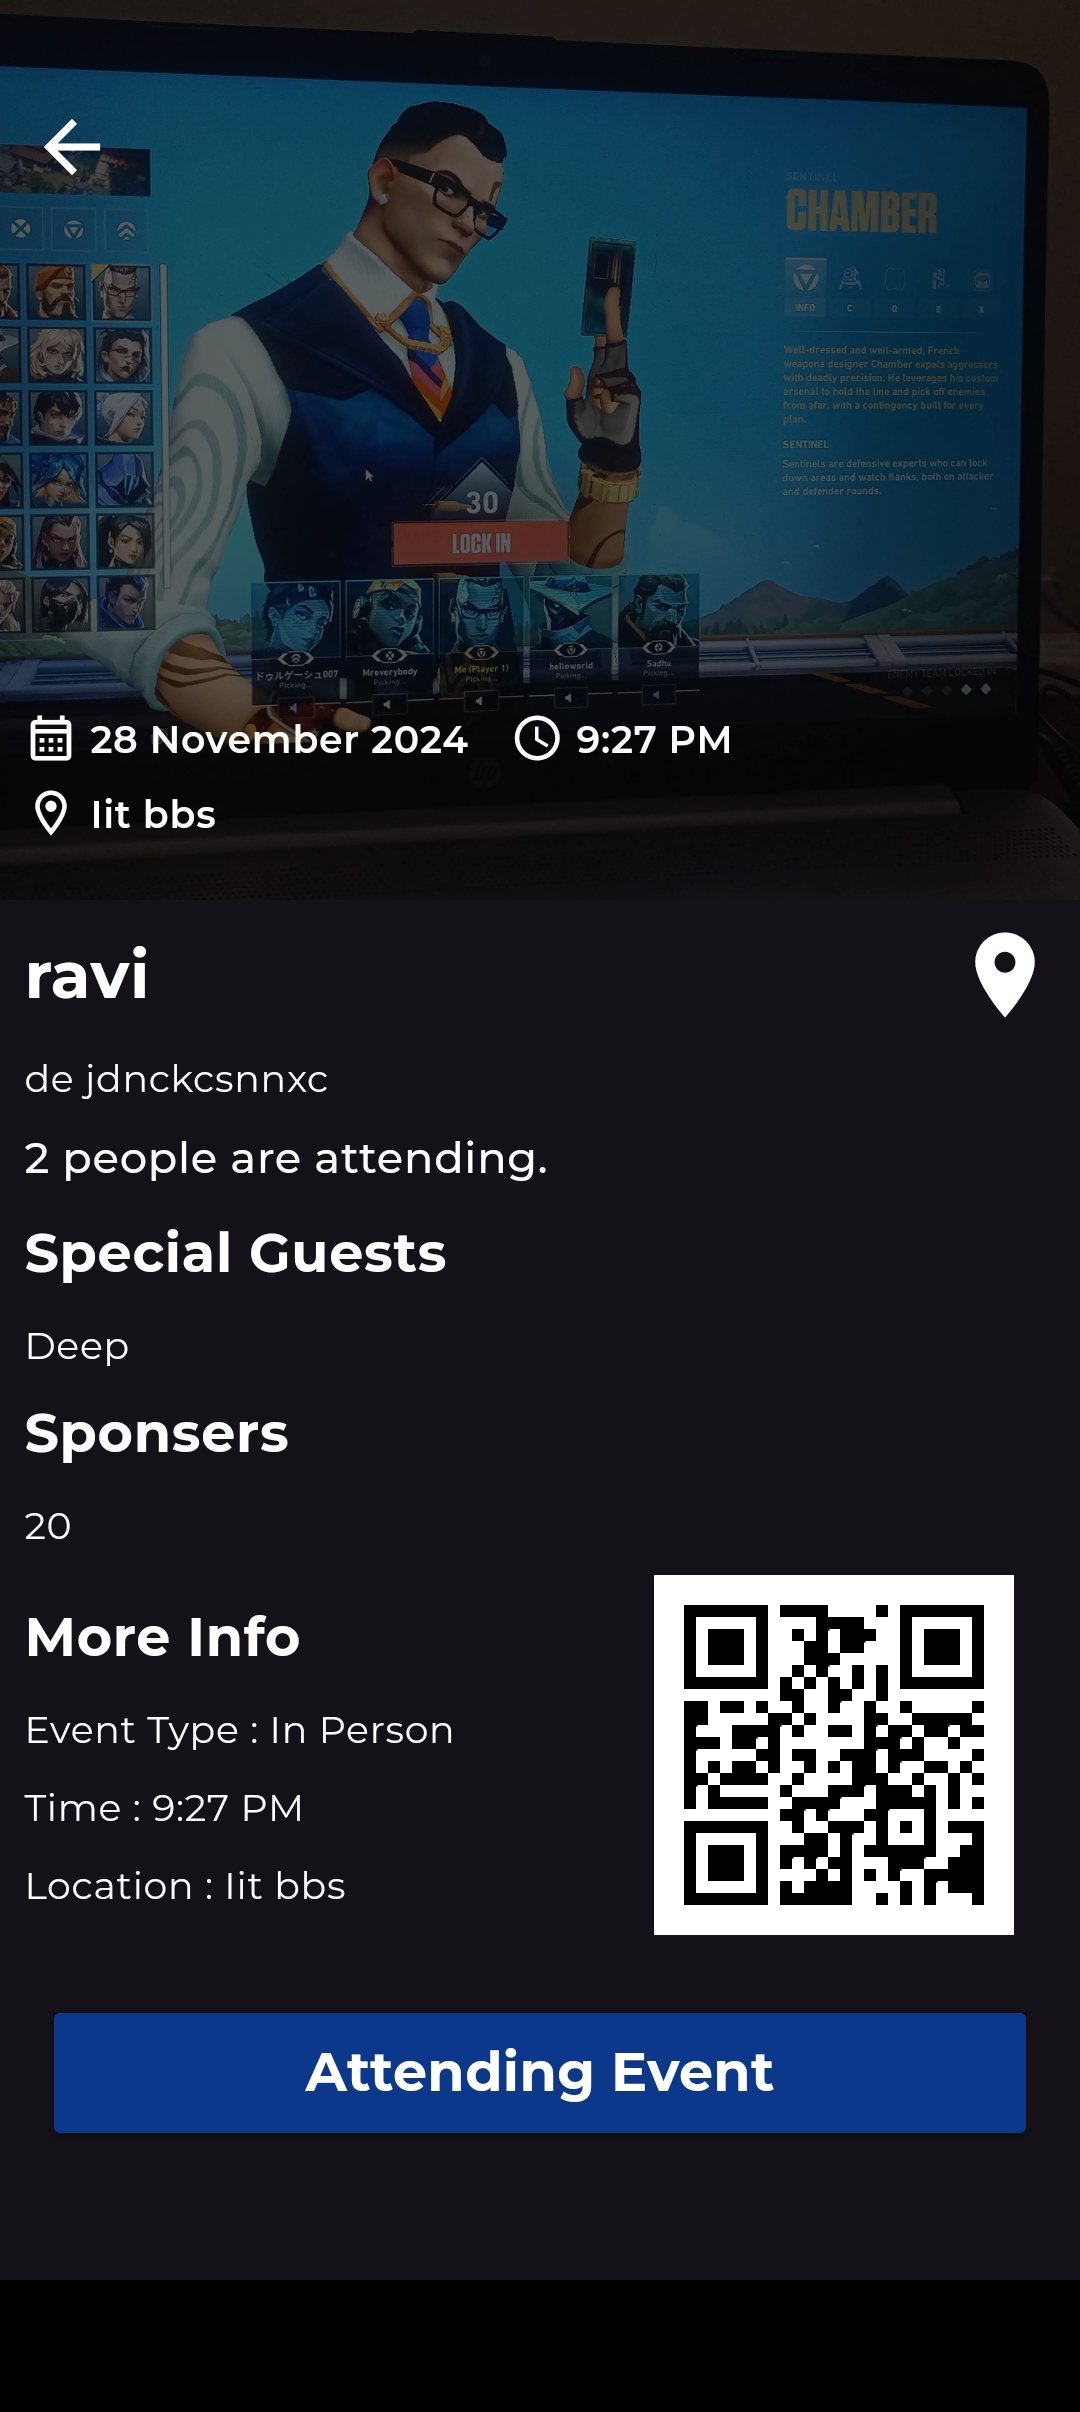 SENTINEL
CHAMBER
INFO
C
Q
E
X
Well-dressed and well-armed, French
weapons designer Chamber expels aggressors
with deadly precision. He leverages his custom
arsenal to hold the line and pick off enemies
from afar, with a contingency built for every
plan.
SENTINEL
Sentinels are defensive experts who can lock
down areas and watch flanks, both on attacker
and defender rounds.
30
LOCK IN
ドゥルゲーシュ007
Picking...
Mreverybody
Picking...
Me (Player 1)
Picking...
helloworld
Picking...
Sadhu
Picking...
ENEMY TEAM LOCKED IN
28 November 2024
9:27 PM
Iit bbs
ravi
de jdnckcsnnxc
2 people are attending.
Special Guests
Deep
Sponsers
20
More Info
Event Type : In Person
Time : 9:27 PM
Location : Iit bbs
Attending Event